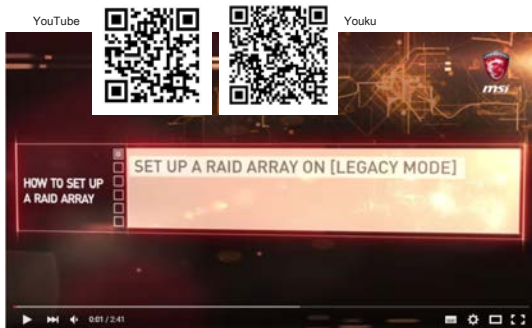 YouTube
Youku
msi
SET UP A RAID ARRAY ON [LEGACY MODE]
HOW TO SET UP
A RAID ARRAY
0:01 / 2:41